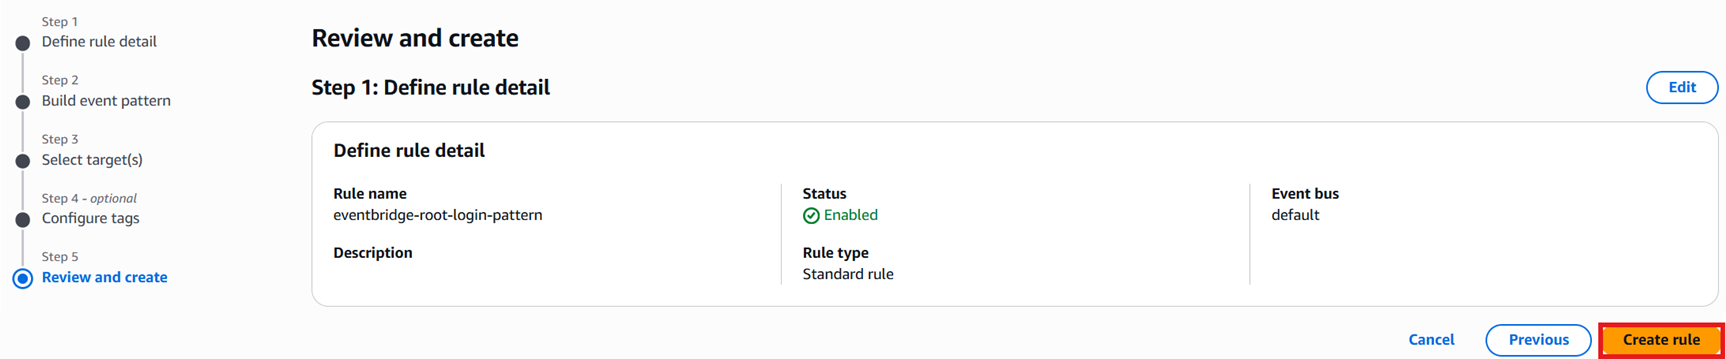 Step 1
Define rule detail
Step 2
Build event pattern
Step 3
Select target(s)
Step 4 - optional
Configure tags
Step 5
Review and create
Review and create
Step 1: Define rule detail
Edit
Define rule detail
Rule name
eventbridge-root-login-pattern
Description
Status
Enabled
Rule type
Standard rule
Event bus
default
Cancel
Previous
Create rule